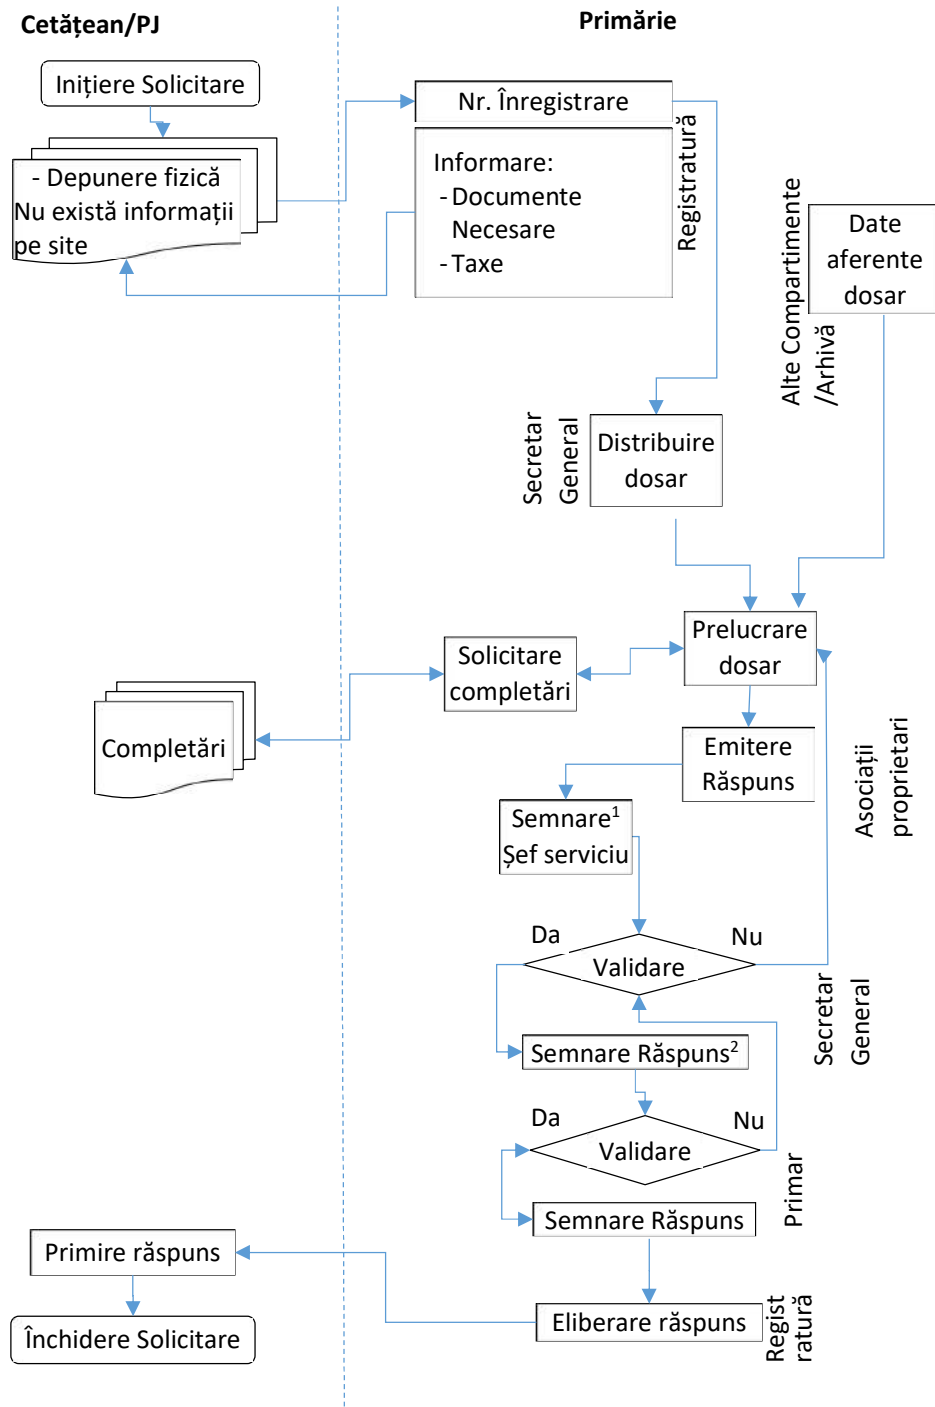 Cetățean/PJ
Primărie
Inițiere Solicitare
Nr. Înregistrare
- Depunere fizică
Nu există informații
pe site
Informare:
- Documente
Necesare
- Taxe
Registratură
Date
aferente
dosar
Alte Compartimente
/Arhivă
Secretar
General
Distribuire
dosar
Prelucrare
dosar
Solicitare
completări
Completări
Emitere
Răspuns
Asociații
proprietari
Semnare¹
Șef serviciu
Da
Nu
Validare
Secretar
General
Semnare Răspuns²
Da
Nu
Validare
Primar
Semnare Răspuns
Primire răspuns
Eliberare răspuns
Regist
ratură
Închidere Solicitare